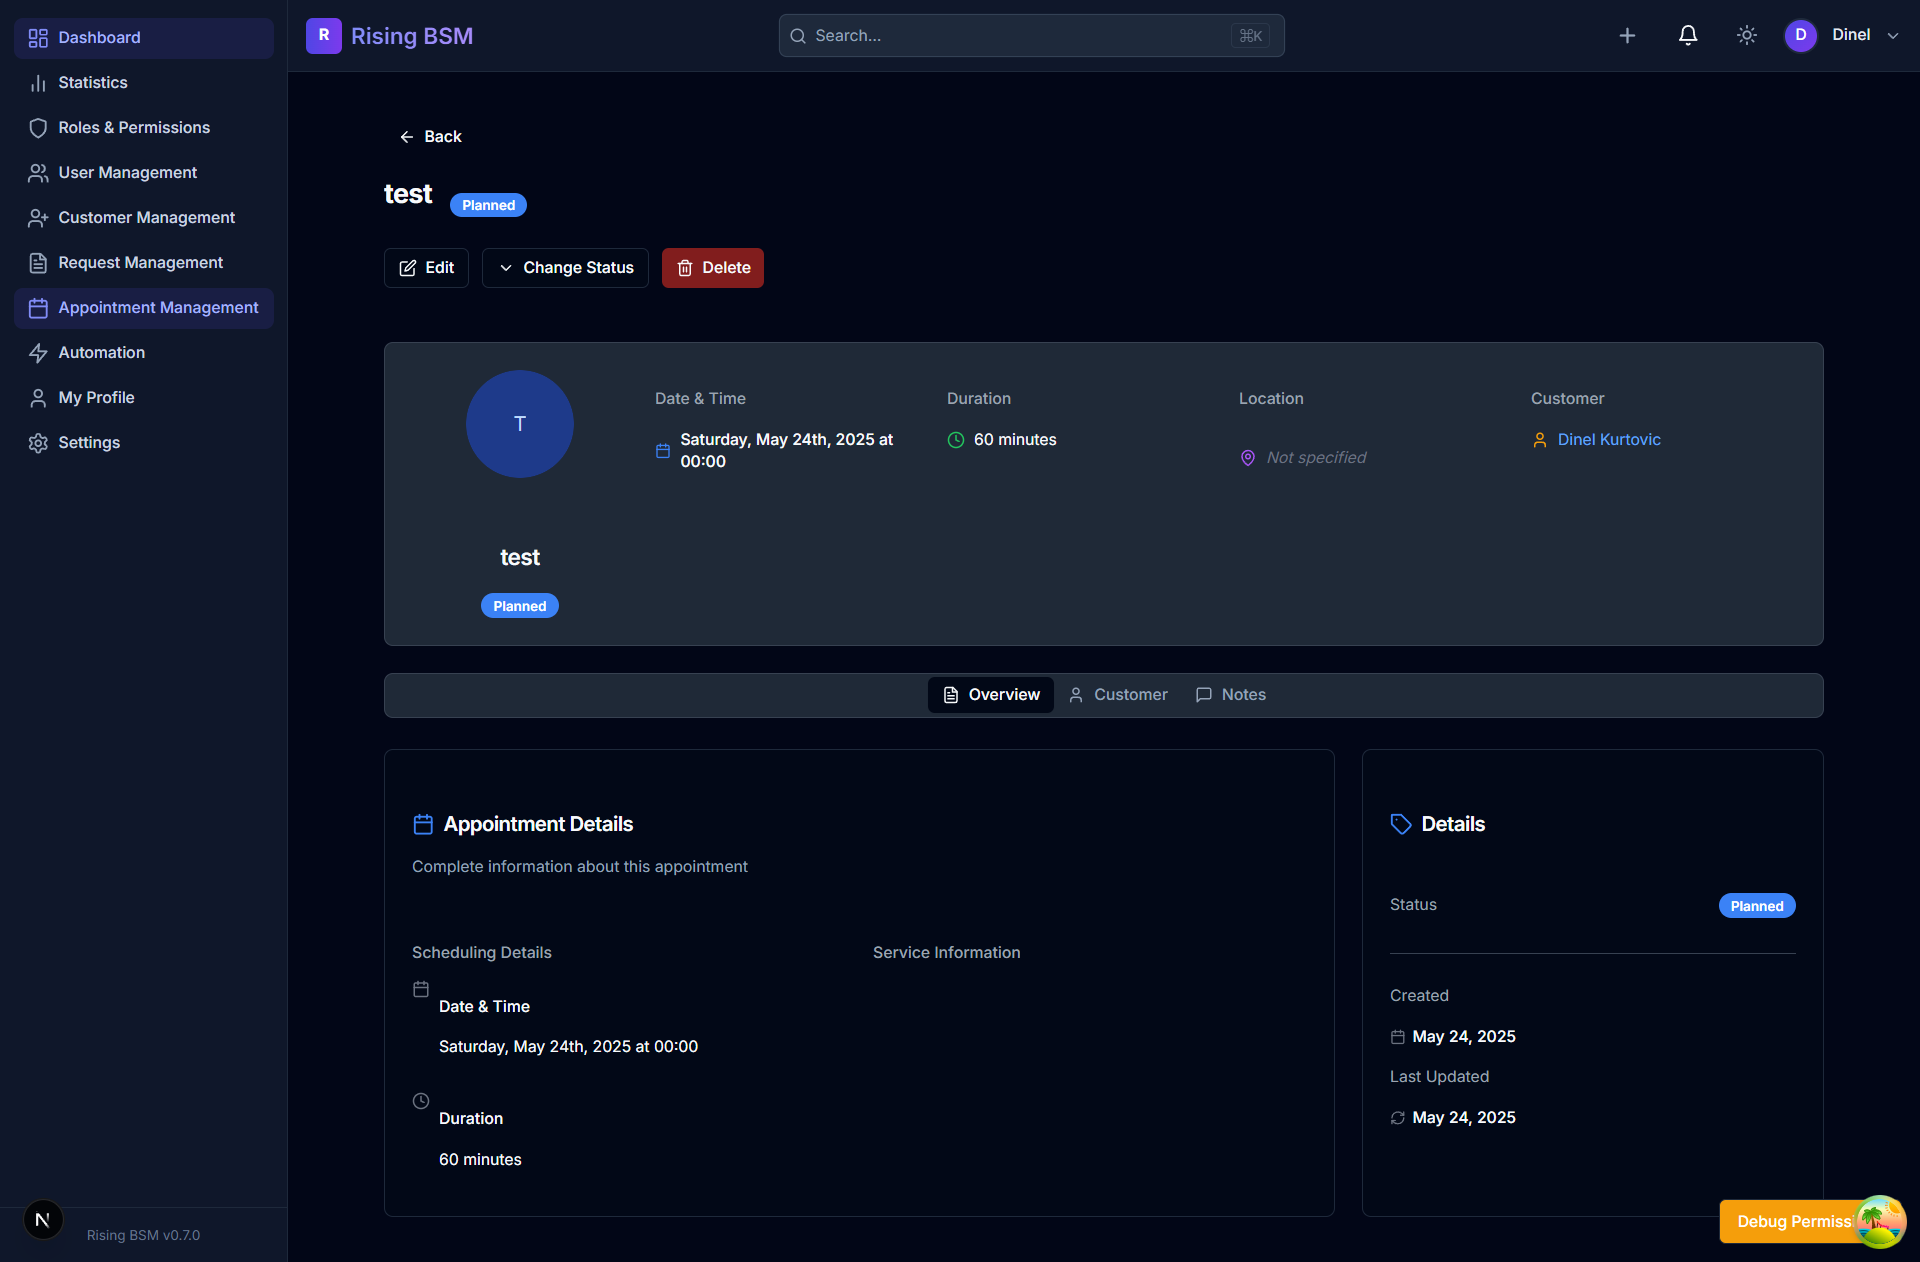 Dashboard
Statistics
Roles & Permissions
User Management
Customer Management
Request Management
Appointment Management
Automation
My Profile
Settings
N
Rising BSM v0.7.0
R
Rising BSM
Search...
⌘K
D
Dinel
Back
test
Planned
Edit
Change Status
Delete
T
test
Planned
Date & Time
Saturday, May 24th, 2025 at
00:00
Duration
60 minutes
Location
Not specified
Customer
Dinel Kurtovic
Overview
Customer
Notes
Appointment Details
Complete information about this appointment
Scheduling Details
Date & Time
Saturday, May 24th, 2025 at 00:00
Duration
60 minutes
Service Information
Details
Status
Planned
Created
May 24, 2025
Last Updated
May 24, 2025
Debug